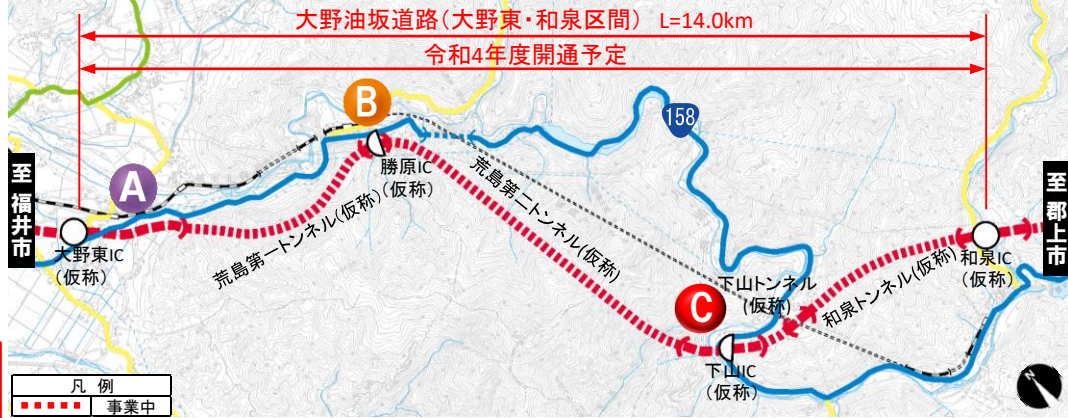 大野油坂道路(大野東・和泉区間) L=14.0km
令和4年度開通予定
158
B
A
C
至 福井市
至 郡上市
大野東IC
(仮称)
荒島第一トンネル(仮称)
勝原IC
(仮称)
荒島第二トンネル(仮称)
下山トンネル
(仮称)
下山IC
(仮称)
和泉トンネル(仮称)
和泉IC
(仮称)
凡 例
事業中
N